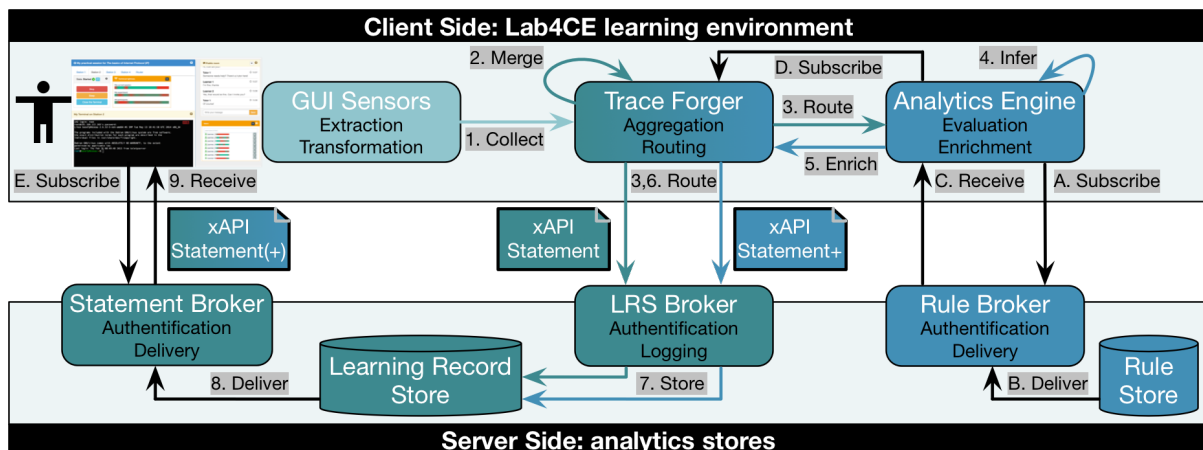 Client Side: Lab4CE learning environment
2. Merge
D. Subscribe
4. Infer
GUI Sensors
Extraction
Transformation
1. Collect
Trace Forger
Aggregation
Routing
3. Route
5. Enrich
Analytics Engine
Evaluation
Enrichment
E. Subscribe
9. Receive
3,6. Route
C. Receive
A. Subscribe
xAPI
Statement(+)
xAPI
Statement
xAPI
Statement+
Statement Broker
Authentification
Delivery
LRS Broker
Authentification
Logging
Rule Broker
Authentification
Delivery
8. Deliver
Learning Record
Store
7. Store
B. Deliver
Rule
Store
Server Side: analytics stores